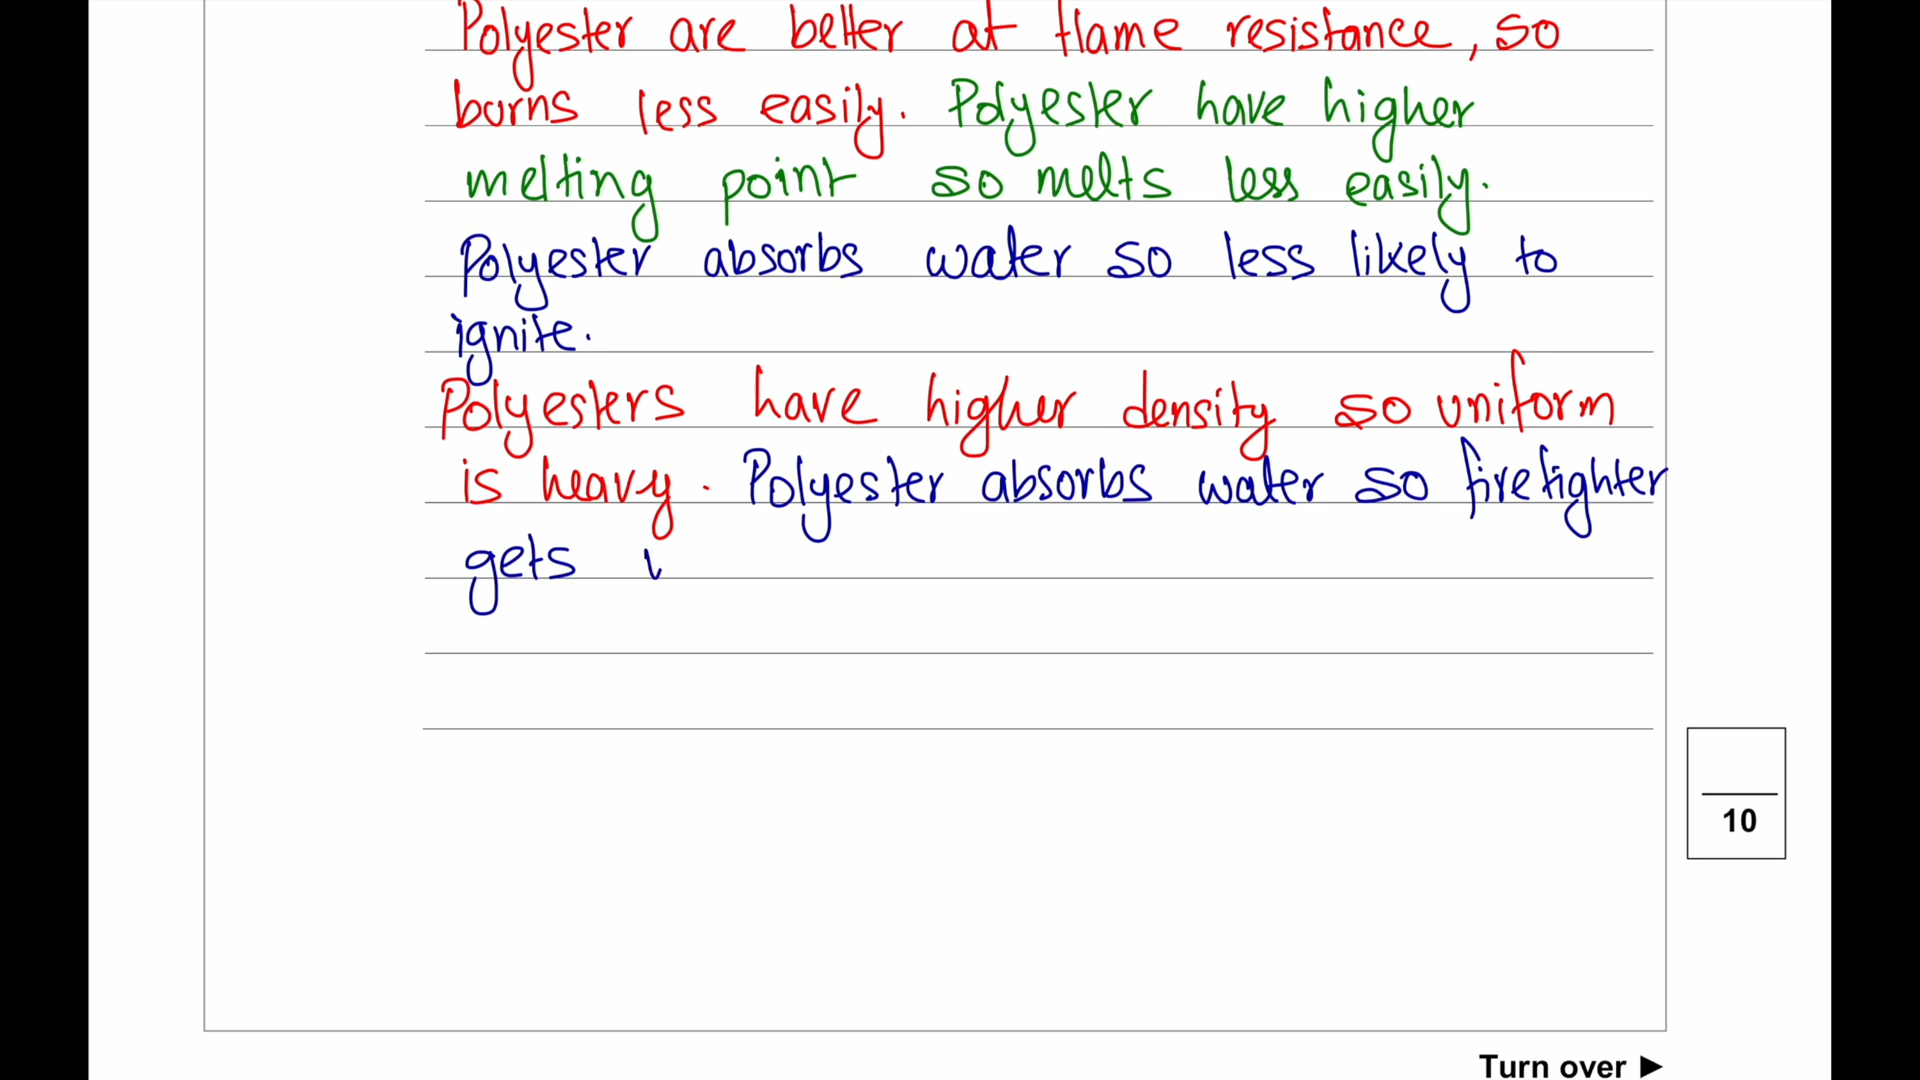 Polyester are better at flame resistance, so
burns less easily. Polyester have higher
melting point so melts less easily.
Polyester absorbs water so less likely to
ignite.
Polyesters have higher density so uniform
is heavy. Polyester absorbs water so firefighter
gets
10
Turn over ►